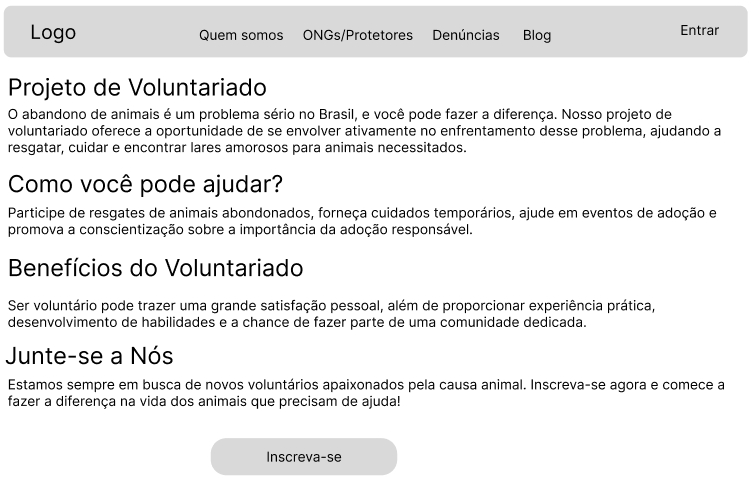 Logo
Quem somos ONGs/Protetores Denúncias Blog
Entrar
Projeto de Voluntariado
O abandono de animais é um problema sério no Brasil, e você pode fazer a diferença. Nosso projeto de
voluntariado oferece a oportunidade de se envolver ativamente no enfrentamento desse problema, ajudando a
resgatar, cuidar e encontrar lares amorosos para animais necessitados.
Como você pode ajudar?
Participe de resgates de animais abondonados, forneça cuidados temporários, ajude em eventos de adoção e
promova a conscientização sobre a importância da adoção responsável.
Benefícios do Voluntariado
Ser voluntário pode trazer uma grande satisfação pessoal, além de proporcionar experiência prática,
desenvolvimento de habilidades e a chance de fazer parte de uma comunidade dedicada.
Junte-se a Nós
Estamos sempre em busca de novos voluntários apaixonados pela causa animal. Inscreva-se agora e comece a
fazer a diferença na vida dos animais que precisam de ajuda!
Inscreva-se